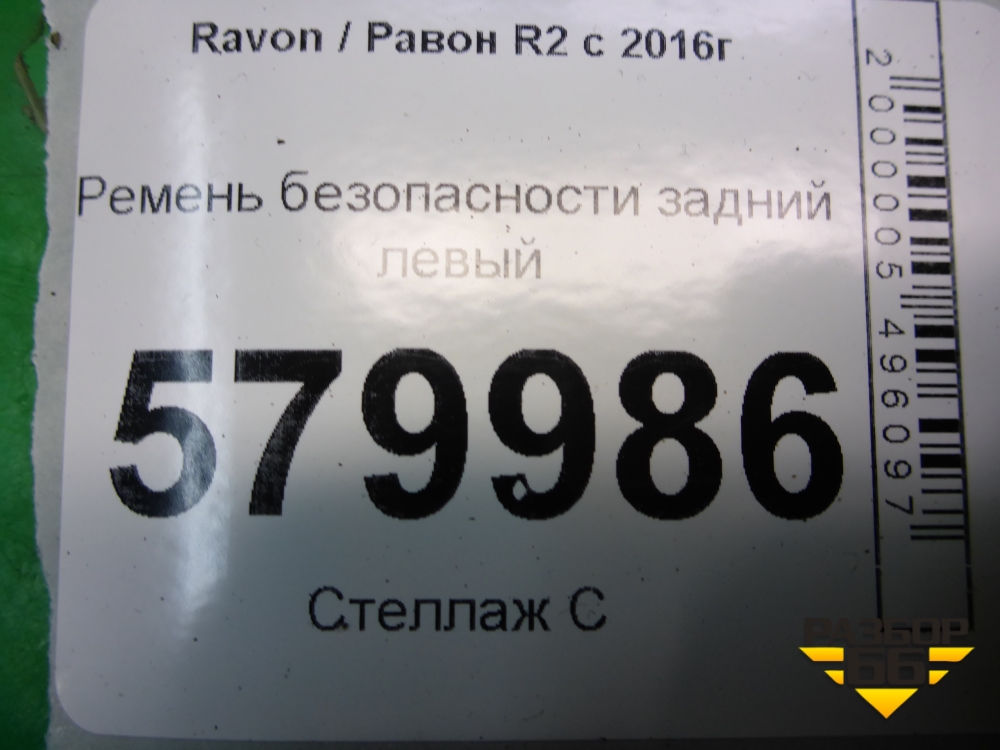 Ravon / Равон R2 с 2016г
Ремень безопасности задний
левый
579986
Стеллаж С
2000005496097
РАЗБОР
66